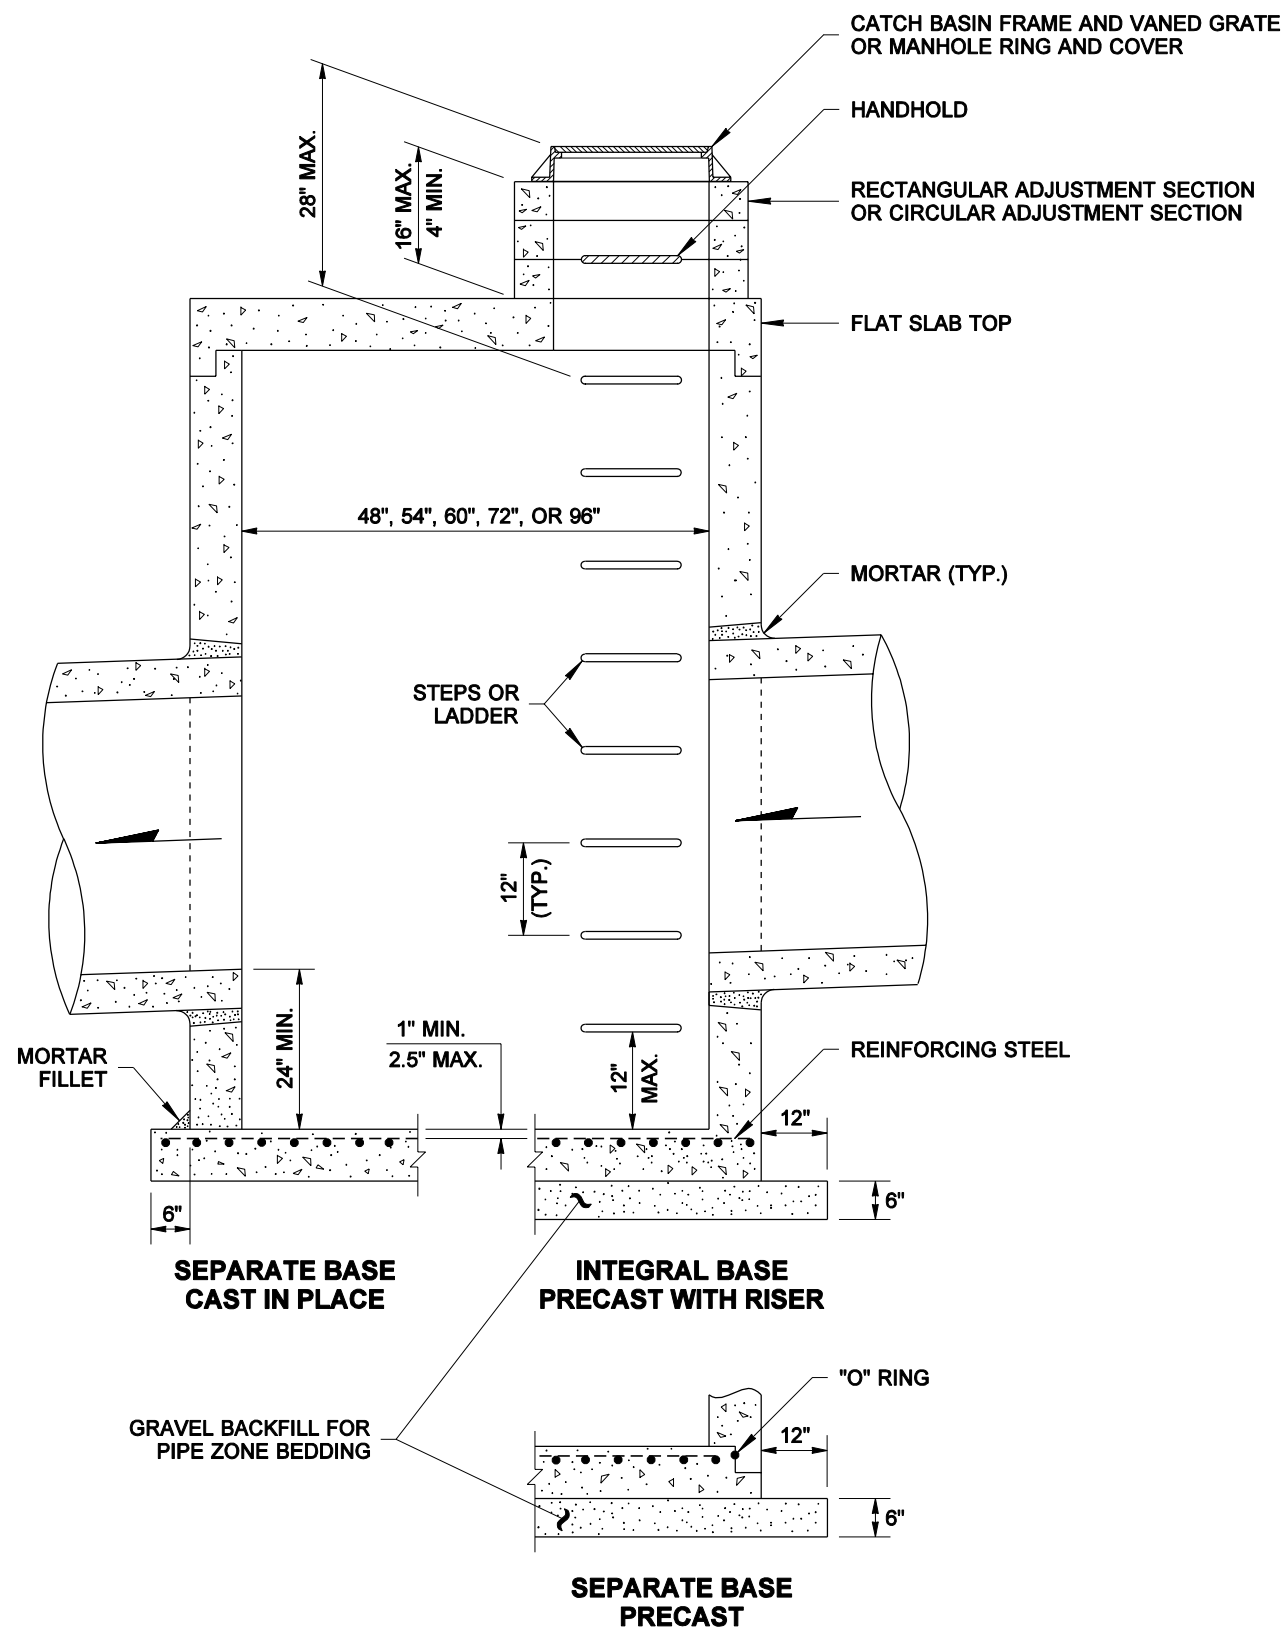 CATCH BASIN FRAME AND VANED GRATE
OR MANHOLE RING AND COVER
HANDHOLD
28" MAX.
16" MAX.
4" MIN.
RECTANGULAR ADJUSTMENT SECTION
OR CIRCULAR ADJUSTMENT SECTION
FLAT SLAB TOP
48", 54", 60", 72", OR 96"
MORTAR (TYP.)
STEPS OR
LADDER
12"
(TYP.)
24" MIN.
1" MIN.
2.5" MAX.
12"
MAX.
MORTAR
FILLET
REINFORCING STEEL
12"
6"
6"
SEPARATE BASE
CAST IN PLACE
INTEGRAL BASE
PRECAST WITH RISER
"O" RING
GRAVEL BACKFILL FOR
PIPE ZONE BEDDING
12"
6"
SEPARATE BASE
PRECAST